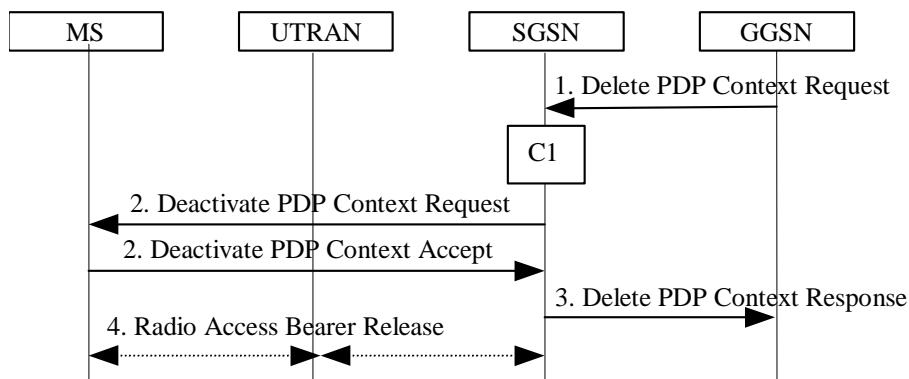 MS
UTRAN
SGSN
GGSN
1. Delete PDP Context Request
C1
2. Deactivate PDP Context Request
2. Deactivate PDP Context Accept
3. Delete PDP Context Response
4. Radio Access Bearer Release